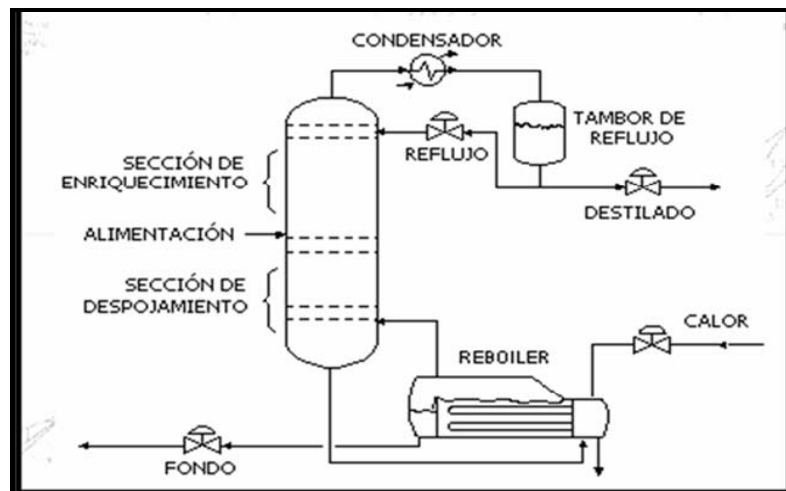 CONDENSADOR
TAMBOR DE
REFLUJO
REFLUJO
SECCIÓN DE
ENRIQUECIMIENTO
DESTILADO
ALIMENTACIÓN
SECCIÓN DE
DESPOJAMIENTO
CALOR
REBOILER
FONDO